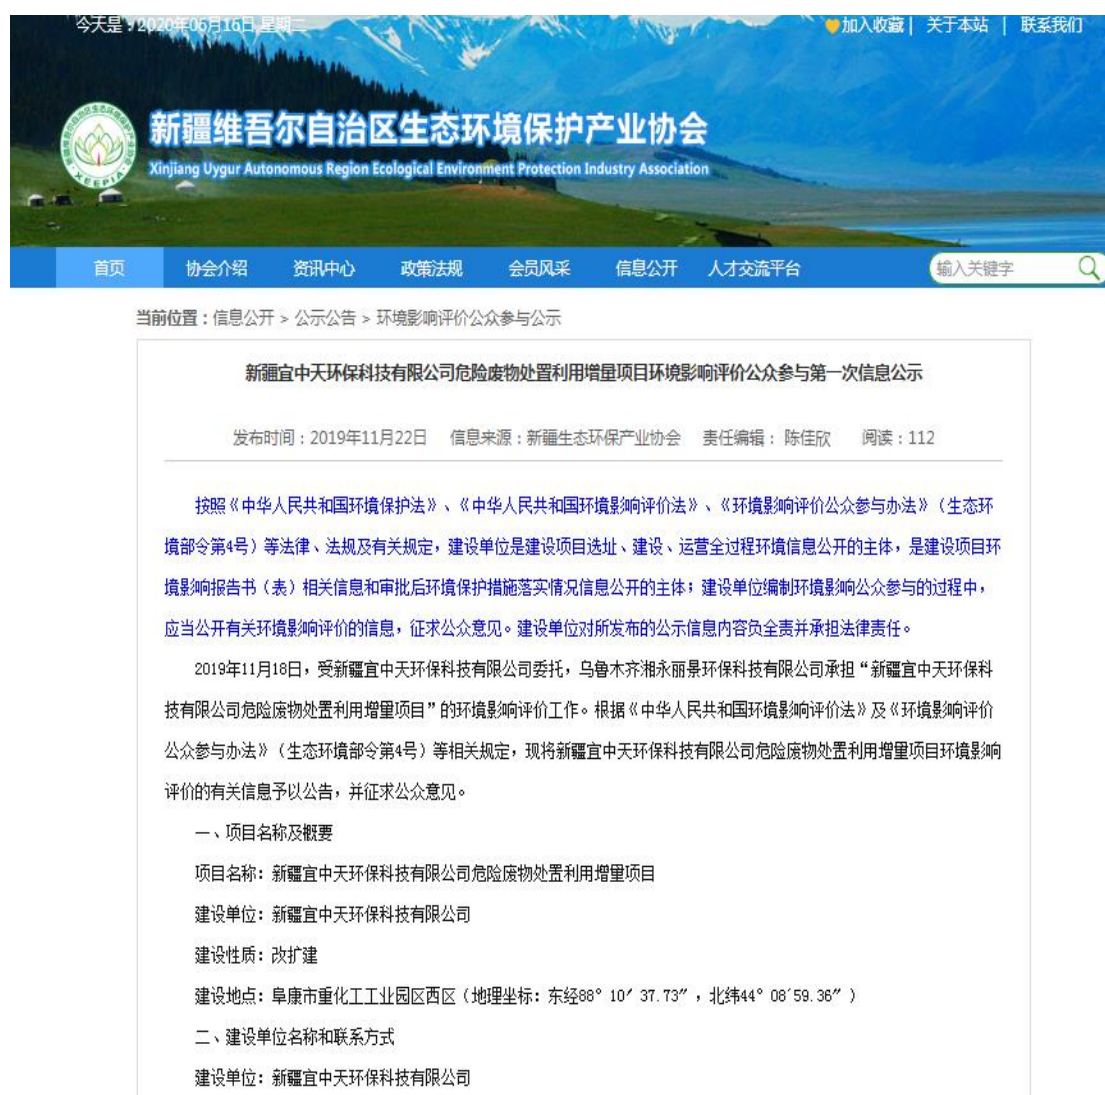 今天是：2020年06月16日 星期二
加入收藏 | 关于本站 | 联系我们
新疆维吾尔自治区生态环境保护产业协会
Xinjiang Uygur Autonomous Region Ecological Environment Protection Industry Association
XEEPIA
首页 协会介绍 资讯中心 政策法规 会员风采 信息公开 人才交流平台 输入关键字
当前位置：信息公开 > 公示公告 > 环境影响评价公众参与公示
新疆宜中天环保科技有限公司危险废物处置利用增量项目环境影响评价公众参与第一次信息公示
发布时间：2019年11月22日 信息来源：新疆生态环保产业协会 责任编辑： 陈佳欣 阅读：112
按照《中华人民共和国环境保护法》、《中华人民共和国环境影响评价法》、《环境影响评价公众参与办法》（生态环
境部令第4号）等法律、法规及有关规定，建设单位是建设项目选址、建设、运营全过程环境信息公开的主体，是建设项目环
境影响报告书（表）相关信息和审批后环境保护措施落实情况信息公开的主体；建设单位编制环境影响公众参与的过程中，
应当公开有关环境影响评价的信息，征求公众意见。建设单位对所发布的公示信息内容负全责并承担法律责任。
2019年11月18日，受新疆宜中天环保科技有限公司委托，乌鲁木齐湘永丽景环保科技有限公司承担“新疆宜中天环保科
技有限公司危险废物处置利用增量项目”的环境影响评价工作。根据《中华人民共和国环境影响评价法》及《环境影响评价
公众参与办法》（生态环境部令第4号）等相关规定，现将新疆宜中天环保科技有限公司危险废物处置利用增量项目环境影响
评价的有关信息予以公告，并征求公众意见。
一、项目名称及概要
项目名称：新疆宜中天环保科技有限公司危险废物处置利用增量项目
建设单位：新疆宜中天环保科技有限公司
建设性质：改扩建
建设地点：阜康市重化工工业园区西区（地理坐标：东经88° 10′ 37.73″，北纬44° 08′59.36″ ）
二、建设单位名称和联系方式
建设单位：新疆宜中天环保科技有限公司